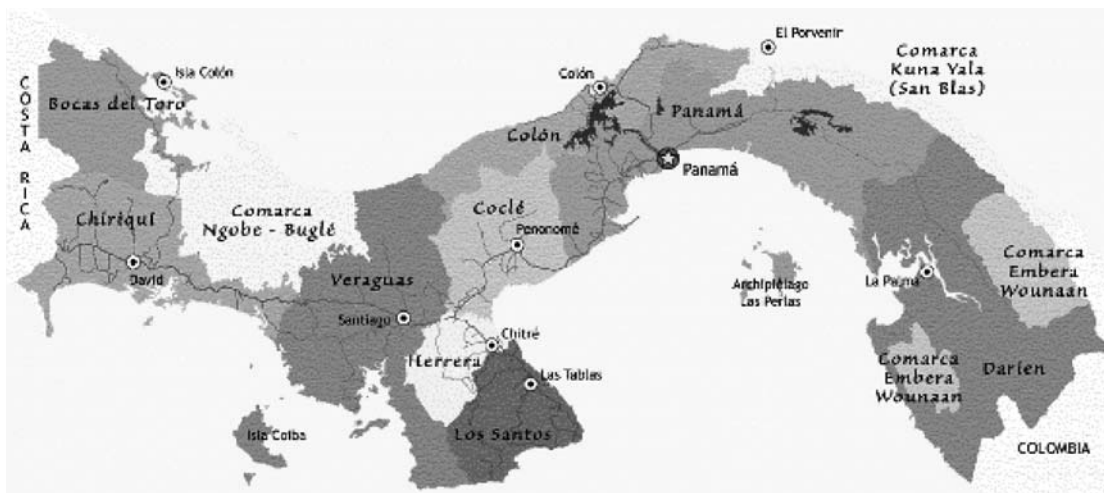 El Porvenir
Comarca
Kuna Yala
(San Blas)
Isla Colón
COSTA RICA
Bocas del Toro
Colón
Panamá
Colón
Panamá
Comarca
Ngobe - Buglé
Chiriquí
Coclé
Penonomé
David
Veraguas
Archipiélago
Las Perlas
La Palma
Comarca
Embera
Wounaan
Santiago
Chitré
Herrera
Las Tablas
Comarca
Embera
Wounaan
Daríen
Los Santos
Isla Coiba
COLOMBIA